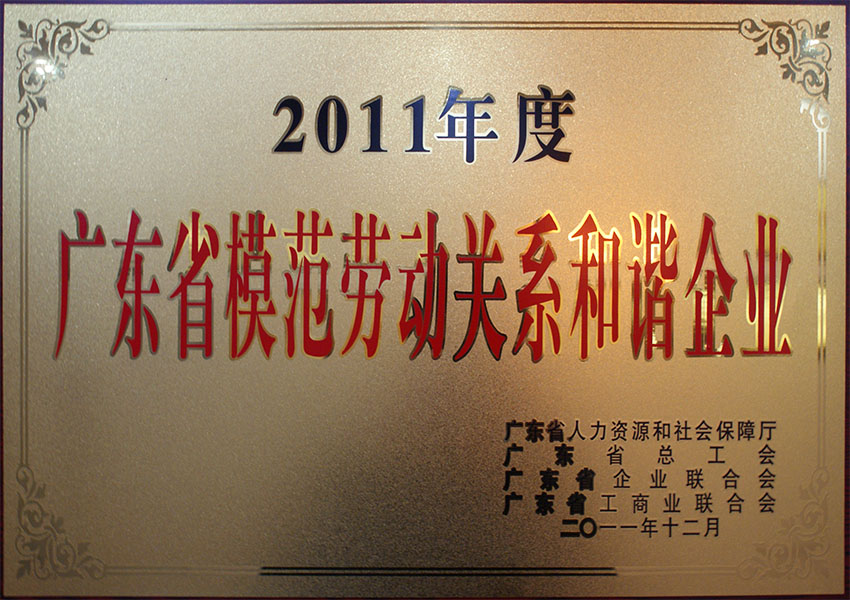 2011年度
广东省模范劳动关系和谐企业
广东省人力资源和社会保障厅
广东省总工会
广东省企业联合会
广东省工商业联合会
二〇一一年十二月